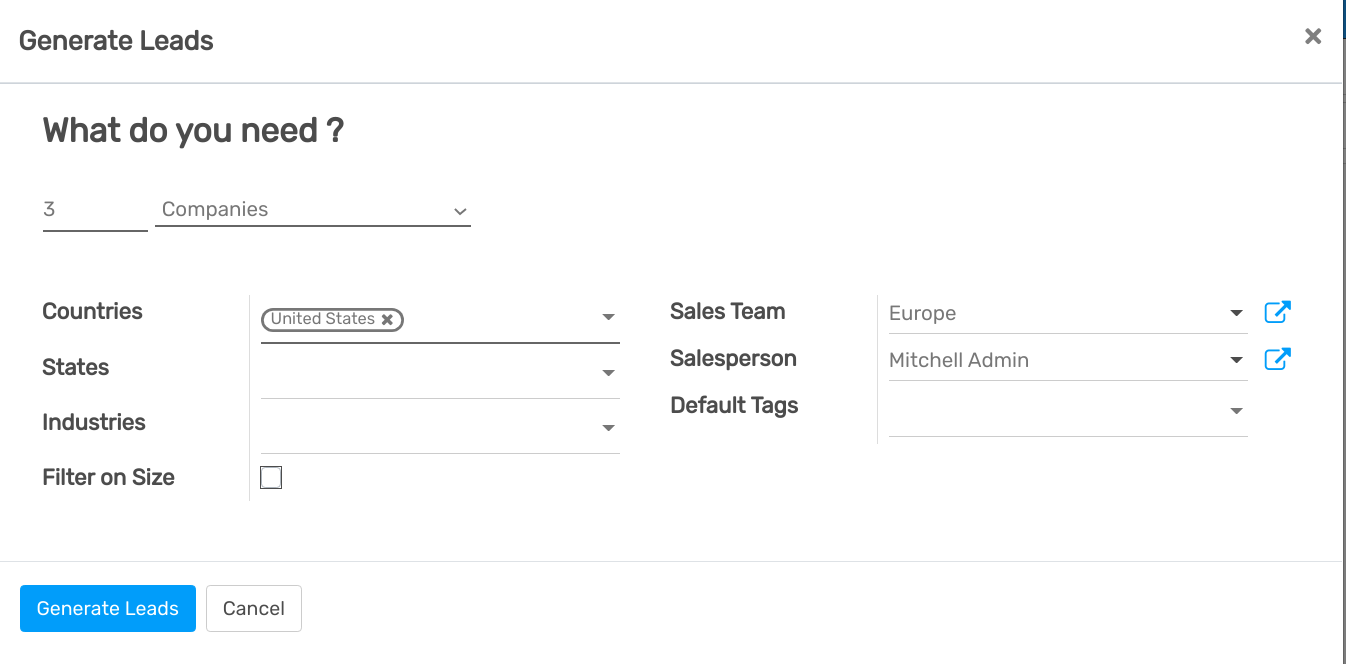 Generate Leads
What do you need ?
3 Companies
Countries United States
States
Industries
Filter on Size
Sales Team Europe
Salesperson Mitchell Admin
Default Tags
Generate Leads Cancel